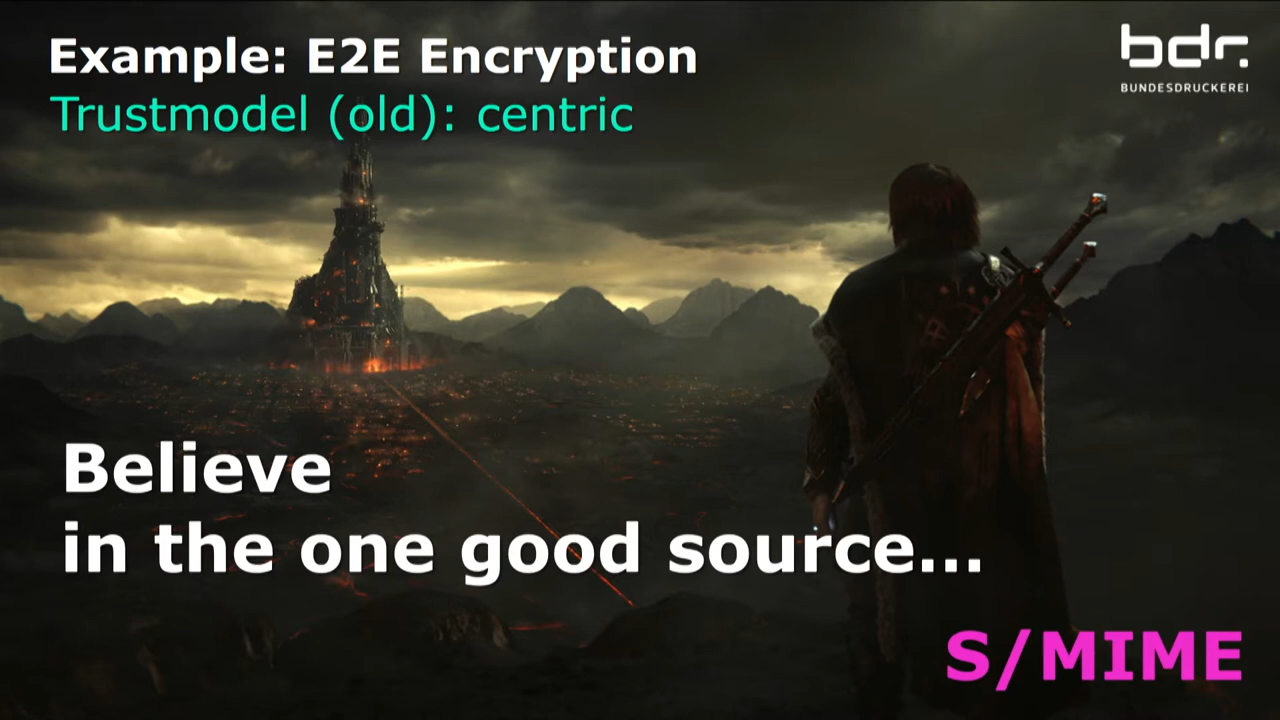 Example: E2E Encryption
Trustmodel (old): centric
bdr.
BUNDESDRUCKEREI
Believe
in the one good source...
S/MIME